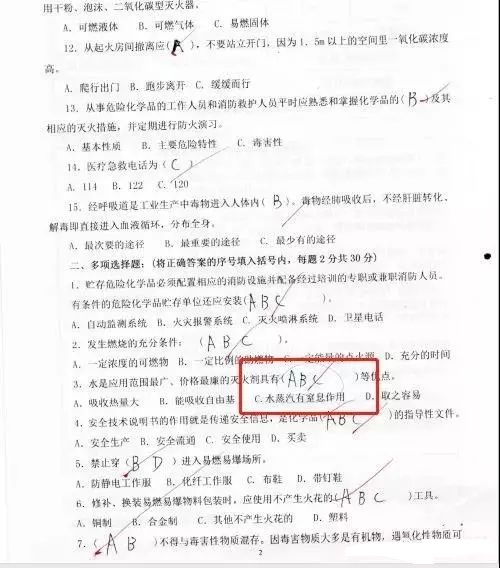 用干粉、泡沫、二氧化碳型灭火器。
A. 可燃液体 B. 可燃气体 C. 易燃固体
12. 从起火房间撤离应( A )，不要站立开门，因为1. 5m以上的空间里一氧化碳浓度
高。
A. 爬行出门 B. 跑步离开 C. 缓缓而行
13. 从事危险化学品的工作人员和消防救护人员平时应熟悉和掌握化学品的( B )及其
相应的灭火措施，并定期进行防火演习。
A. 基本性质 B. 主要危险特性 C. 毒害性
14. 医疗急救电话为( C )
A. 114 B. 122 C. 120
15. 经呼吸道是工业生产中毒物进入人体内( B )。毒物经肺吸收后，不经肝脏转化、
解毒即直接进入血液循环，分布全身。
A. 最次要的途径 B. 最重要的途径 C. 最少有的途径
二、多项选择题：(将正确答案的序号填入括号内，每题2分共30分)
1. 贮存危险化学品必须配置相应的消防设施并配备经过培训的专职或兼职消防人员。
有条件的危险化学品贮存单位还应安装( A B C )。
A. 自动监测系统 B. 火灾报警系统 C. 灭火喷淋系统 D. 卫星电话
2. 发生燃烧的充分条件：( A B C )。
A. 一定浓度的可燃物 B. 一定比例的助燃物 C. 一定能量的点火源 D. 充分的时间
3. 水是应用范围最广、价格最廉的灭火剂具有( A B C )等优点。
A. 吸收热量大 B. 能吸收自由基 C. 水蒸汽有窒息作用 D. 取之容易
4. 安全技术说明书的作用就是传递安全信息，是化学品( A B C )的指导性文件。
A. 安全生产 B. 安全流通 C. 安全使用 D. 买卖
5. 禁止穿( B D )进入易燃易爆场所。
A. 防静电工作服 B. 化纤工作服 C. 布鞋 D. 带钉鞋
6. 修补、换装易燃易爆物料包装时，应使用不产生火花的( A B C )工具。
A. 铜制 B. 合金制 C. 其他不产生火花的 D. 塑料
7. ( A B )不得与毒害性物质混存。因毒害物质大多是有机物，遇氧化性物质可
2